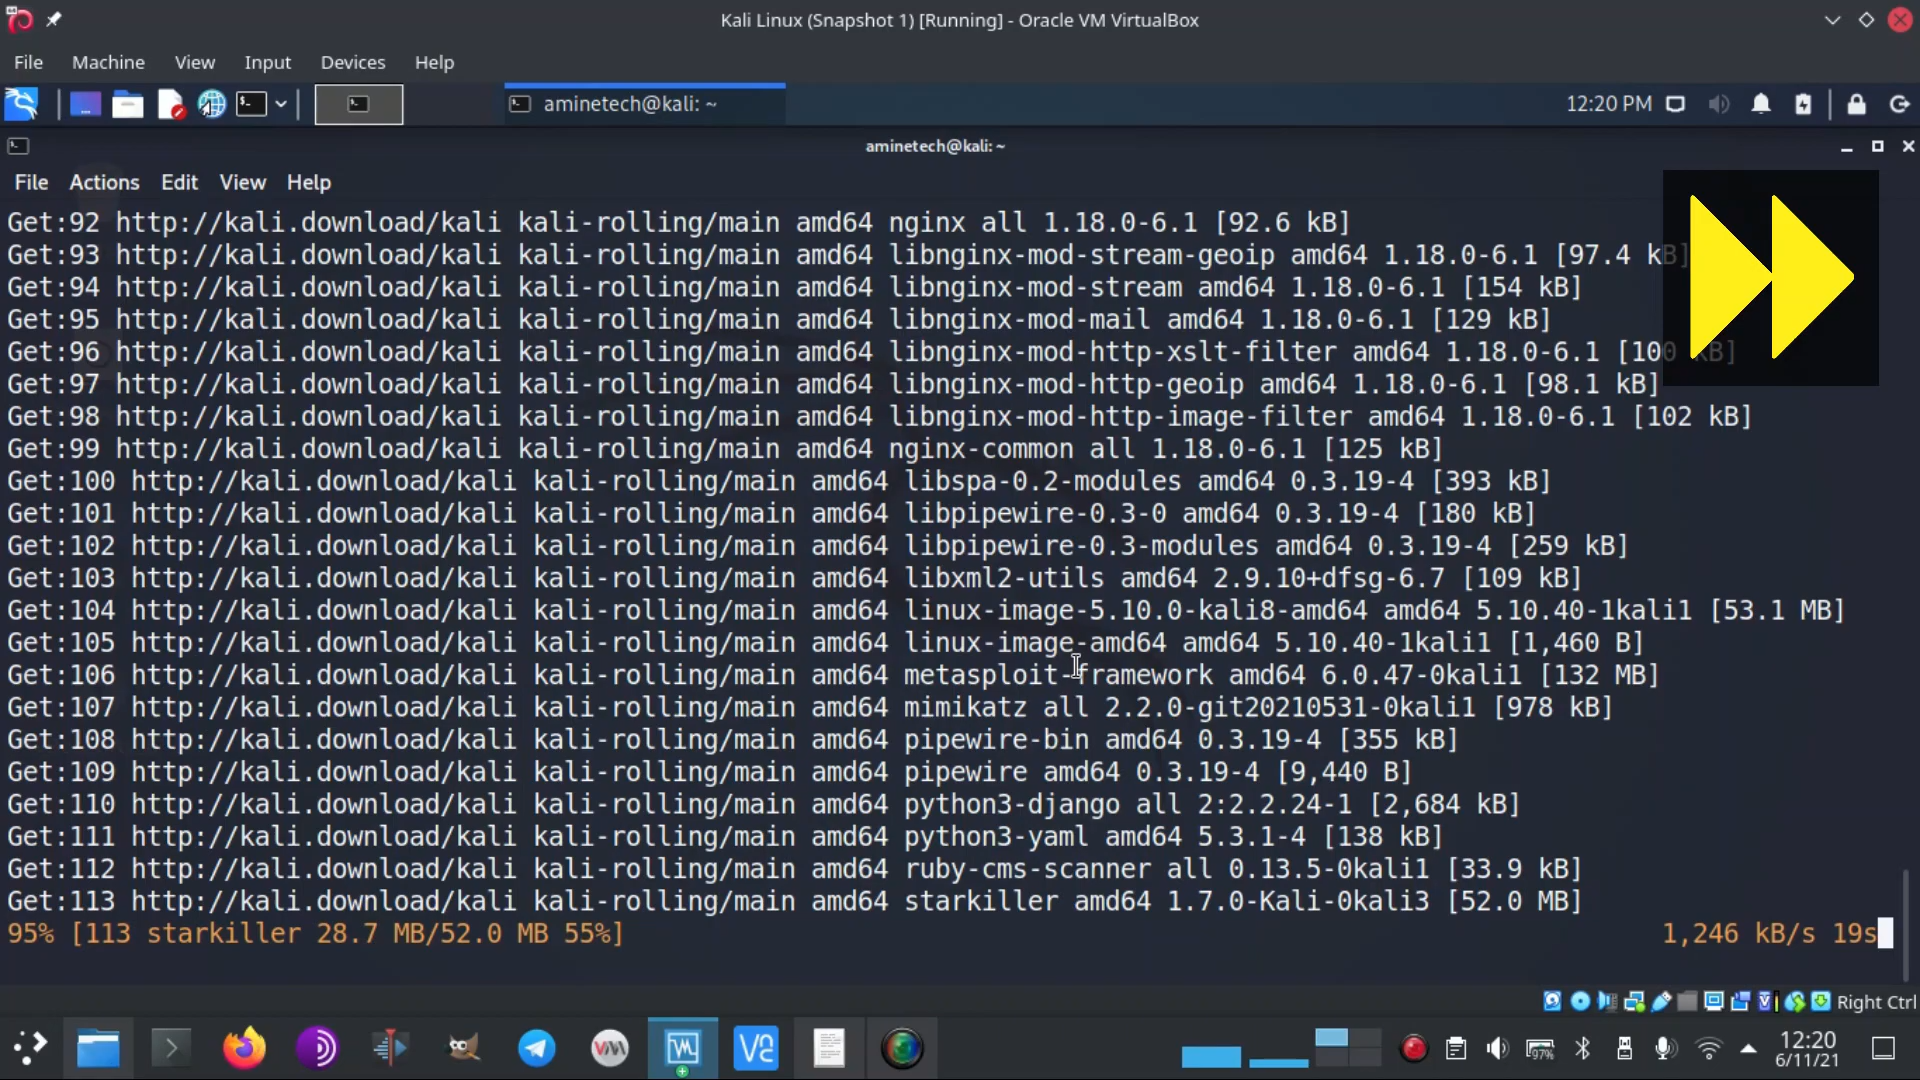 Kali Linux (Snapshot 1) [Running] - Oracle VM VirtualBox
File Machine View Input Devices Help
aminetech@kali: ~
12:20 PM
aminetech@kali: ~
File Actions Edit View Help
Get:92 http://kali.download/kali kali-rolling/main amd64 nginx all 1.18.0-6.1 [92.6 kB]
Get:93 http://kali.download/kali kali-rolling/main amd64 libnginx-mod-stream-geoip amd64 1.18.0-6.1 [97.4 kB]
Get:94 http://kali.download/kali kali-rolling/main amd64 libnginx-mod-stream amd64 1.18.0-6.1 [154 kB]
Get:95 http://kali.download/kali kali-rolling/main amd64 libnginx-mod-mail amd64 1.18.0-6.1 [129 kB]
Get:96 http://kali.download/kali kali-rolling/main amd64 libnginx-mod-http-xslt-filter amd64 1.18.0-6.1 [100 kB]
Get:97 http://kali.download/kali kali-rolling/main amd64 libnginx-mod-http-geoip amd64 1.18.0-6.1 [98.1 kB]
Get:98 http://kali.download/kali kali-rolling/main amd64 libnginx-mod-http-image-filter amd64 1.18.0-6.1 [102 kB]
Get:99 http://kali.download/kali kali-rolling/main amd64 nginx-common all 1.18.0-6.1 [125 kB]
Get:100 http://kali.download/kali kali-rolling/main amd64 libspa-0.2-modules amd64 0.3.19-4 [393 kB]
Get:101 http://kali.download/kali kali-rolling/main amd64 libpipewire-0.3-0 amd64 0.3.19-4 [180 kB]
Get:102 http://kali.download/kali kali-rolling/main amd64 libpipewire-0.3-modules amd64 0.3.19-4 [259 kB]
Get:103 http://kali.download/kali kali-rolling/main amd64 libxml2-utils amd64 2.9.10+dfsg-6.7 [109 kB]
Get:104 http://kali.download/kali kali-rolling/main amd64 linux-image-5.10.0-kali8-amd64 amd64 5.10.40-1kali1 [53.1 MB]
Get:105 http://kali.download/kali kali-rolling/main amd64 linux-image-amd64 amd64 5.10.40-1kali1 [1,460 B]
Get:106 http://kali.download/kali kali-rolling/main amd64 metasploit-framework amd64 6.0.47-0kali1 [132 MB]
Get:107 http://kali.download/kali kali-rolling/main amd64 mimikatz all 2.2.0-git20210531-0kali1 [978 kB]
Get:108 http://kali.download/kali kali-rolling/main amd64 pipewire-bin amd64 0.3.19-4 [355 kB]
Get:109 http://kali.download/kali kali-rolling/main amd64 pipewire amd64 0.3.19-4 [9,440 B]
Get:110 http://kali.download/kali kali-rolling/main amd64 python3-django all 2:2.2.24-1 [2,684 kB]
Get:111 http://kali.download/kali kali-rolling/main amd64 python3-yaml amd64 5.3.1-4 [138 kB]
Get:112 http://kali.download/kali kali-rolling/main amd64 ruby-cms-scanner all 0.13.5-0kali1 [33.9 kB]
Get:113 http://kali.download/kali kali-rolling/main amd64 starkiller amd64 1.7.0-Kali-0kali3 [52.0 MB]
95% [113 starkiller 28.7 MB/52.0 MB 55%] 1,246 kB/s 19s
Right Ctrl
97%
12:20
6/11/21